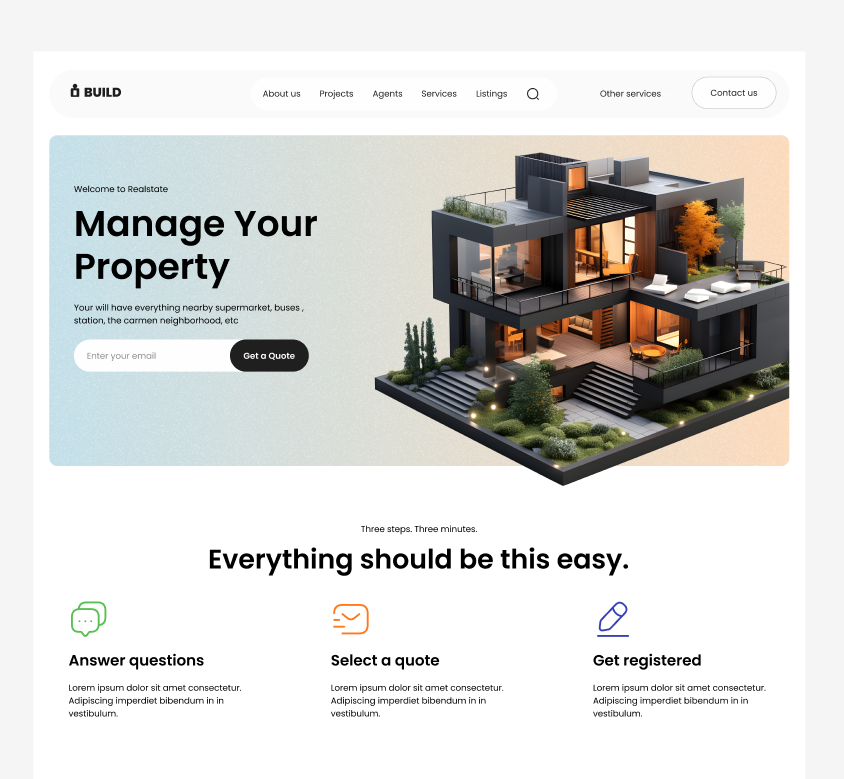 BUILD
About us
Projects
Agents
Services
Listings
Other services
Contact us
Welcome to Realstate
Manage Your
Property
Your will have everything nearby supermarket, buses ,
station, the carmen neighborhood, etc
Enter your email
Get a Quote
Three steps. Three minutes.
Everything should be this easy.
Answer questions
Lorem ipsum dolor sit amet consectetur.
Adipiscing imperdiet bibendum in in
vestibulum.
Select a quote
Lorem ipsum dolor sit amet consectetur.
Adipiscing imperdiet bibendum in in
vestibulum.
Get registered
Lorem ipsum dolor sit amet consectetur.
Adipiscing imperdiet bibendum in in
vestibulum.